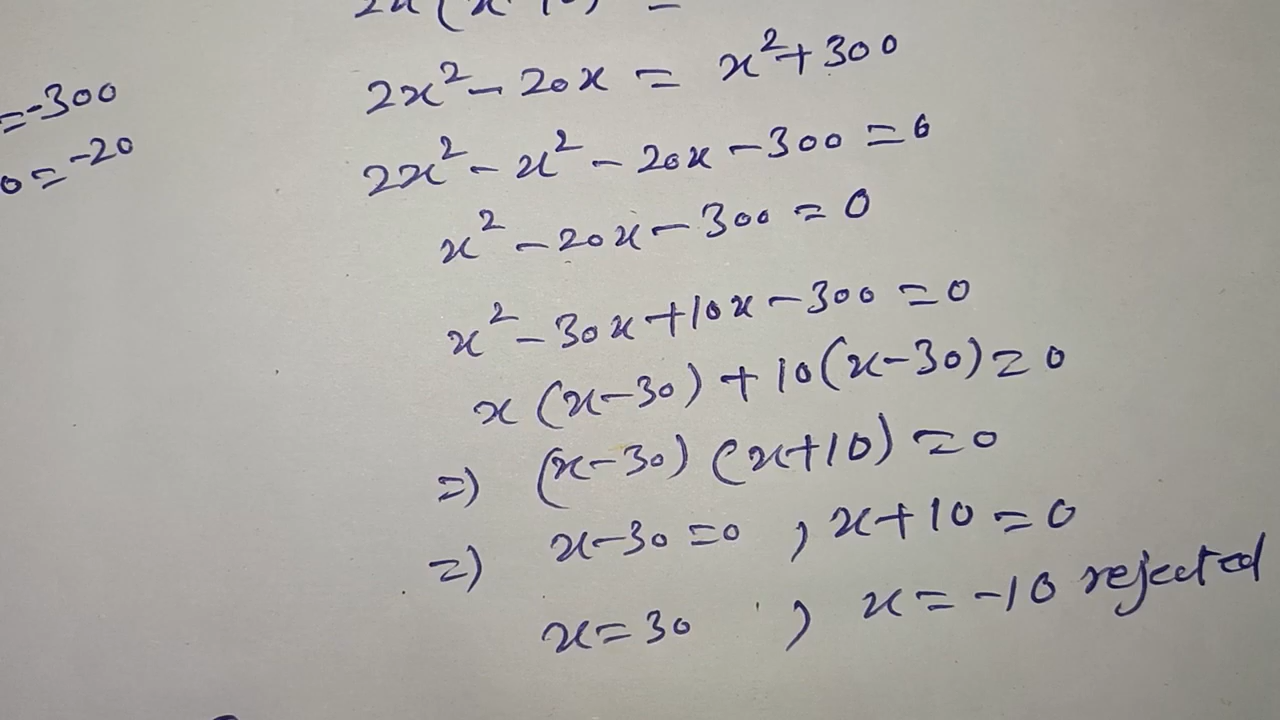 = -300
0 = -20
2x² - 20x = x² + 300
2x² - x² - 20x - 300 = 0
x² - 20x - 300 = 0
x² - 30x + 10x - 300 = 0
x (x - 30) + 10 (x - 30) = 0
=) (x - 30) (x + 10) = 0
=) x - 30 = 0 , x + 10 = 0
x = 30 , x = -10 rejected